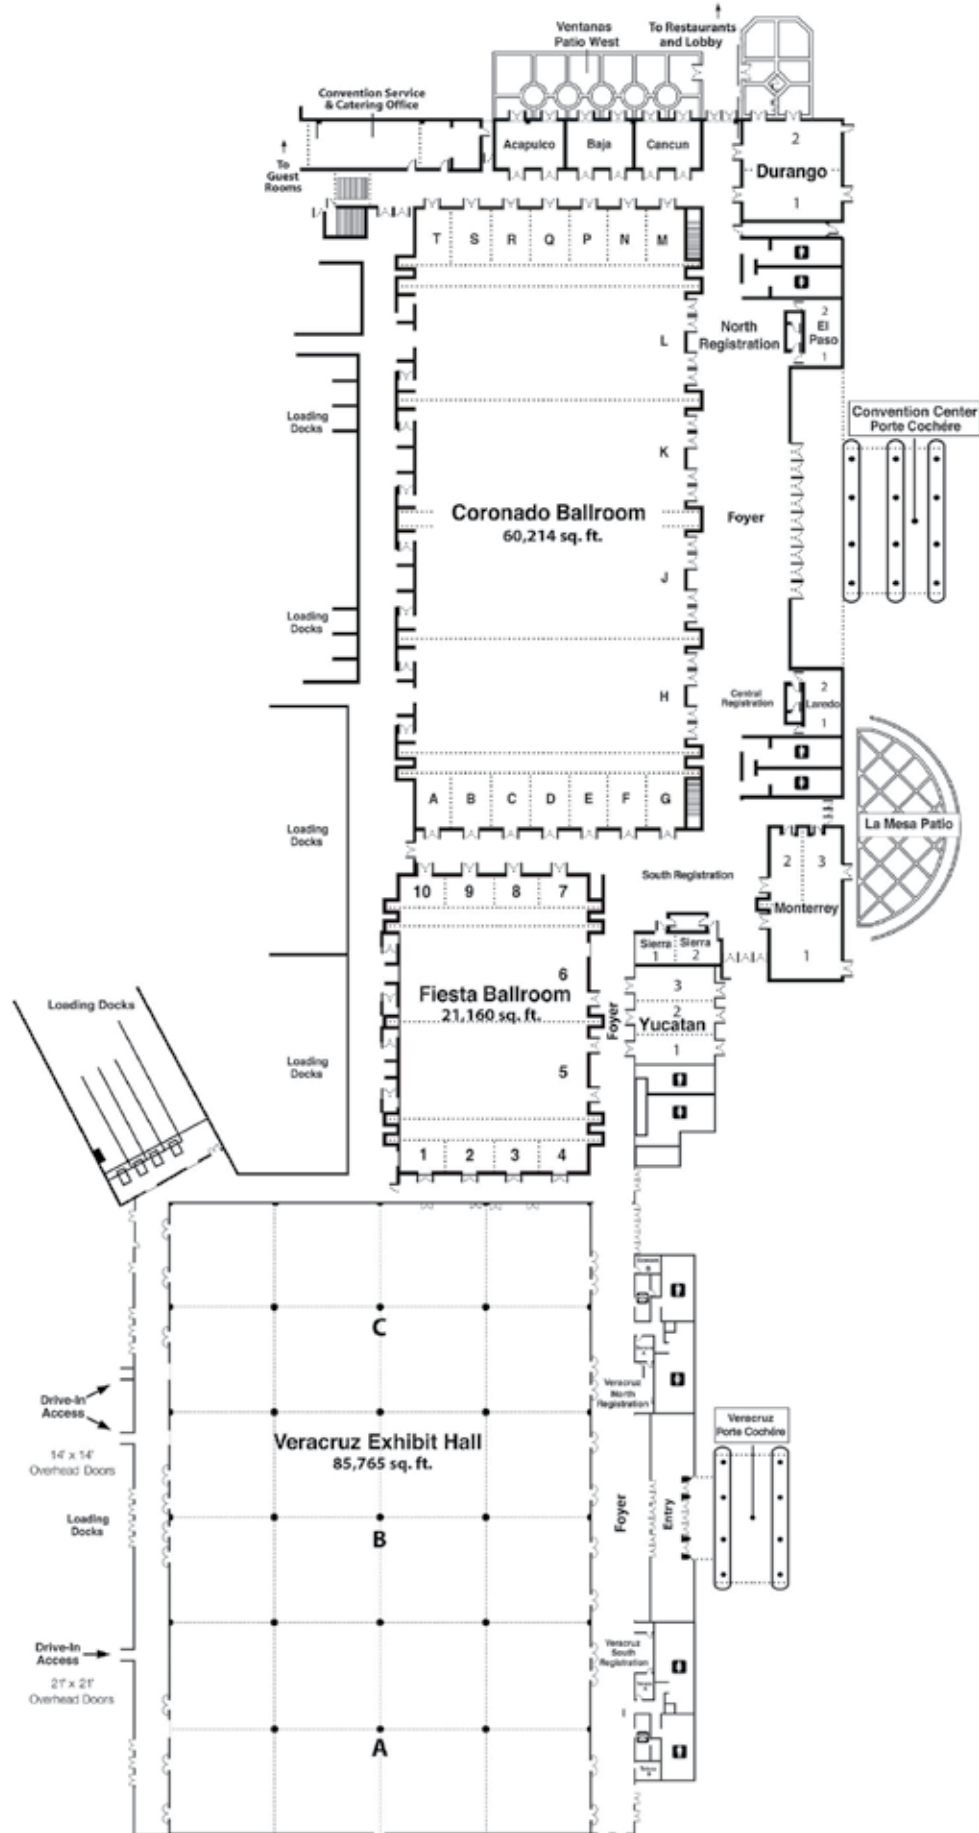 Ventanas
Patio West
To Restaurants
and Lobby
Convention Service
& Catering Office
To
Guest
Rooms
Acapulco
Baja
Cancun
2
Durango
1
T
S
R
Q
P
N
M
L
North
Registration
2
El
Paso
1
Loading
Docks
Convention Center
Porte Cochére
K
Coronado Ballroom
60,214 sq. ft.
Foyer
J
Loading
Docks
H
Central
Registration
2
Laredo
1
A
B
C
D
E
F
G
Loading
Docks
La Mesa Patio
South Registration
2
3
Monterrey
1
10
9
8
7
Sierra
1
Sierra
2
6
Fiesta Ballroom
21,160 sq. ft.
Foyer
3
2
Yucatan
1
Loading Docks
Loading
Docks
5
1
2
3
4
C
Drive-In
Access
Veracruz
North
Registration
14' x 14'
Overhead Doors
Veracruz Exhibit Hall
85,765 sq. ft.
Veracruz
Porte Cochére
Loading
Docks
B
Foyer
Entry
Drive-In
Access
Veracruz
South
Registration
21' x 21'
Overhead Doors
A